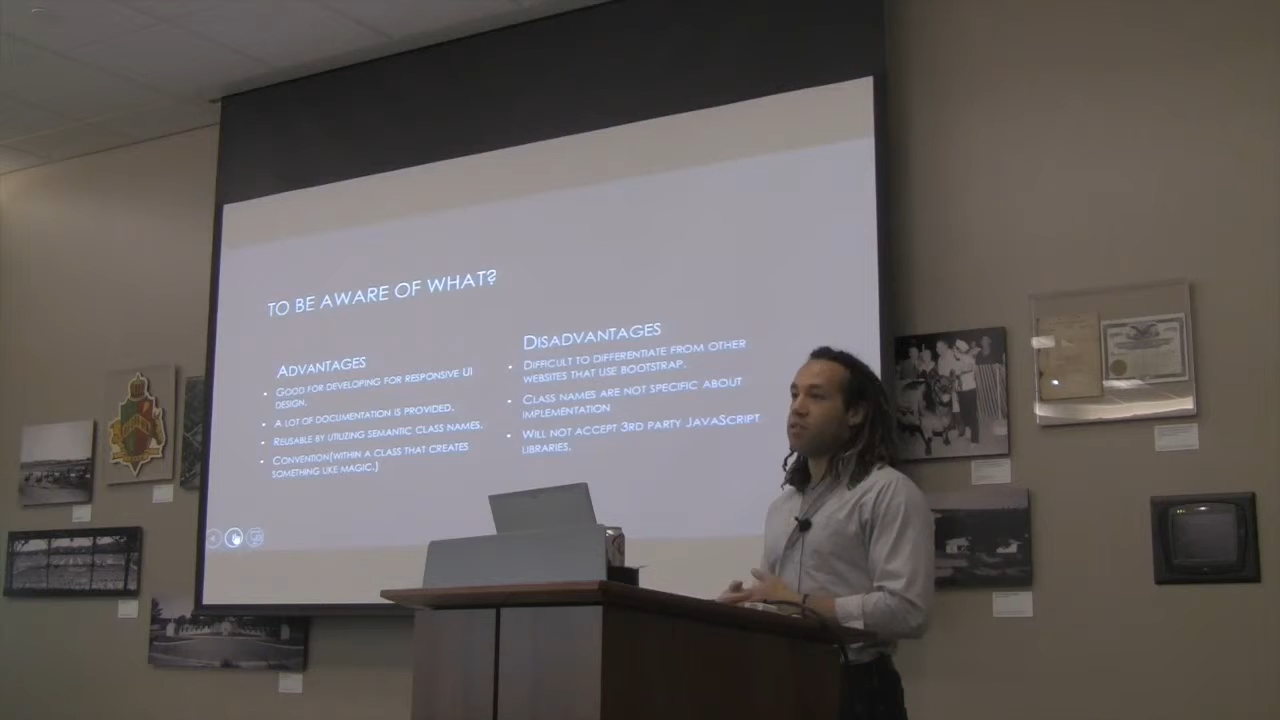 TO BE AWARE OF WHAT?
ADVANTAGES
GOOD FOR DEVELOPING FOR RESPONSIVE UI
DESIGN.
A LOT OF DOCUMENTATION IS PROVIDED.
REUSABLE BY UTILIZING SEMANTIC CLASS NAMES.
CONVENTION(WITHIN A CLASS THAT CREATES
SOMETHING LIKE MAGIC.)
DISADVANTAGES
DIFFICULT TO DIFFERENTIATE FROM OTHER
WEBSITES THAT USE BOOTSTRAP.
CLASS NAMES ARE NOT SPECIFIC ABOUT
IMPLEMENTATION
WILL NOT ACCEPT 3RD PARTY JAVASCRIPT
LIBRARIES.